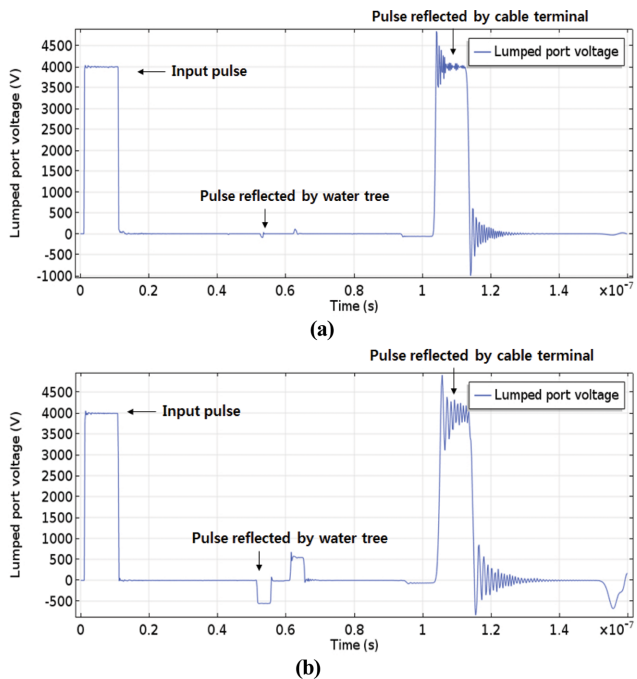 Pulse reflected by cable terminal
Lumped port voltage (V)
4500
4000
3500
3000
2500
2000
1500
1000
500
0
-500
-1000
Input pulse
Lumped port voltage
Pulse reflected by water tree
0 0.2 0.4 0.6 0.8 1 1.2 1.4 ×10⁻⁷
Time (s)
(a)
Pulse reflected by cable terminal
Lumped port voltage (V)
4500
4000
3500
3000
2500
2000
1500
1000
500
0
-500
Input pulse
Lumped port voltage
Pulse reflected by water tree
0 0.2 0.4 0.6 0.8 1 1.2 1.4 ×10⁻⁷
Time (s)
(b)